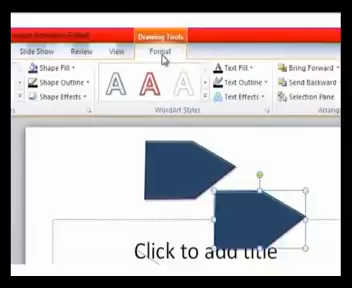 Drawing Tools
Slide Show Review View Format
Shape Fill Text Fill Bring Forward
Shape Outline A A A Text Outline Send Backward
Shape Effects Text Effects Selection Pane
WordArt Styles
Click to add title